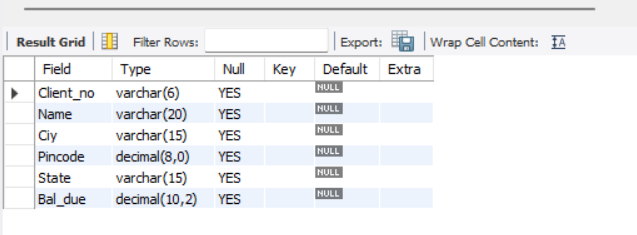 Result Grid Filter Rows: Export: Wrap Cell Content: IA
Field Type Null Key Default Extra
Client_no varchar(6) YES NULL
Name varchar(20) YES NULL
Ciy varchar(15) YES NULL
Pincode decimal(8,0) YES NULL
State varchar(15) YES NULL
Bal_due decimal(10,2) YES NULL